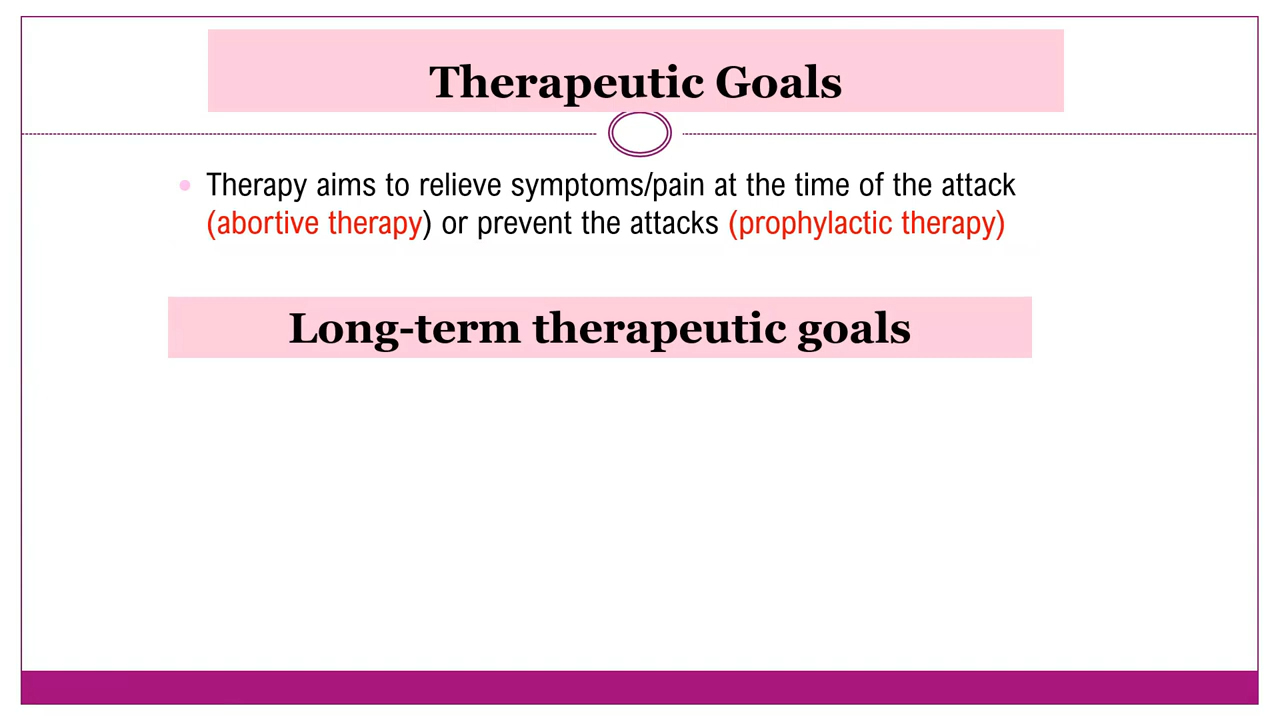 Therapeutic Goals
Therapy aims to relieve symptoms/pain at the time of the attack
(abortive therapy) or prevent the attacks (prophylactic therapy)
Long-term therapeutic goals